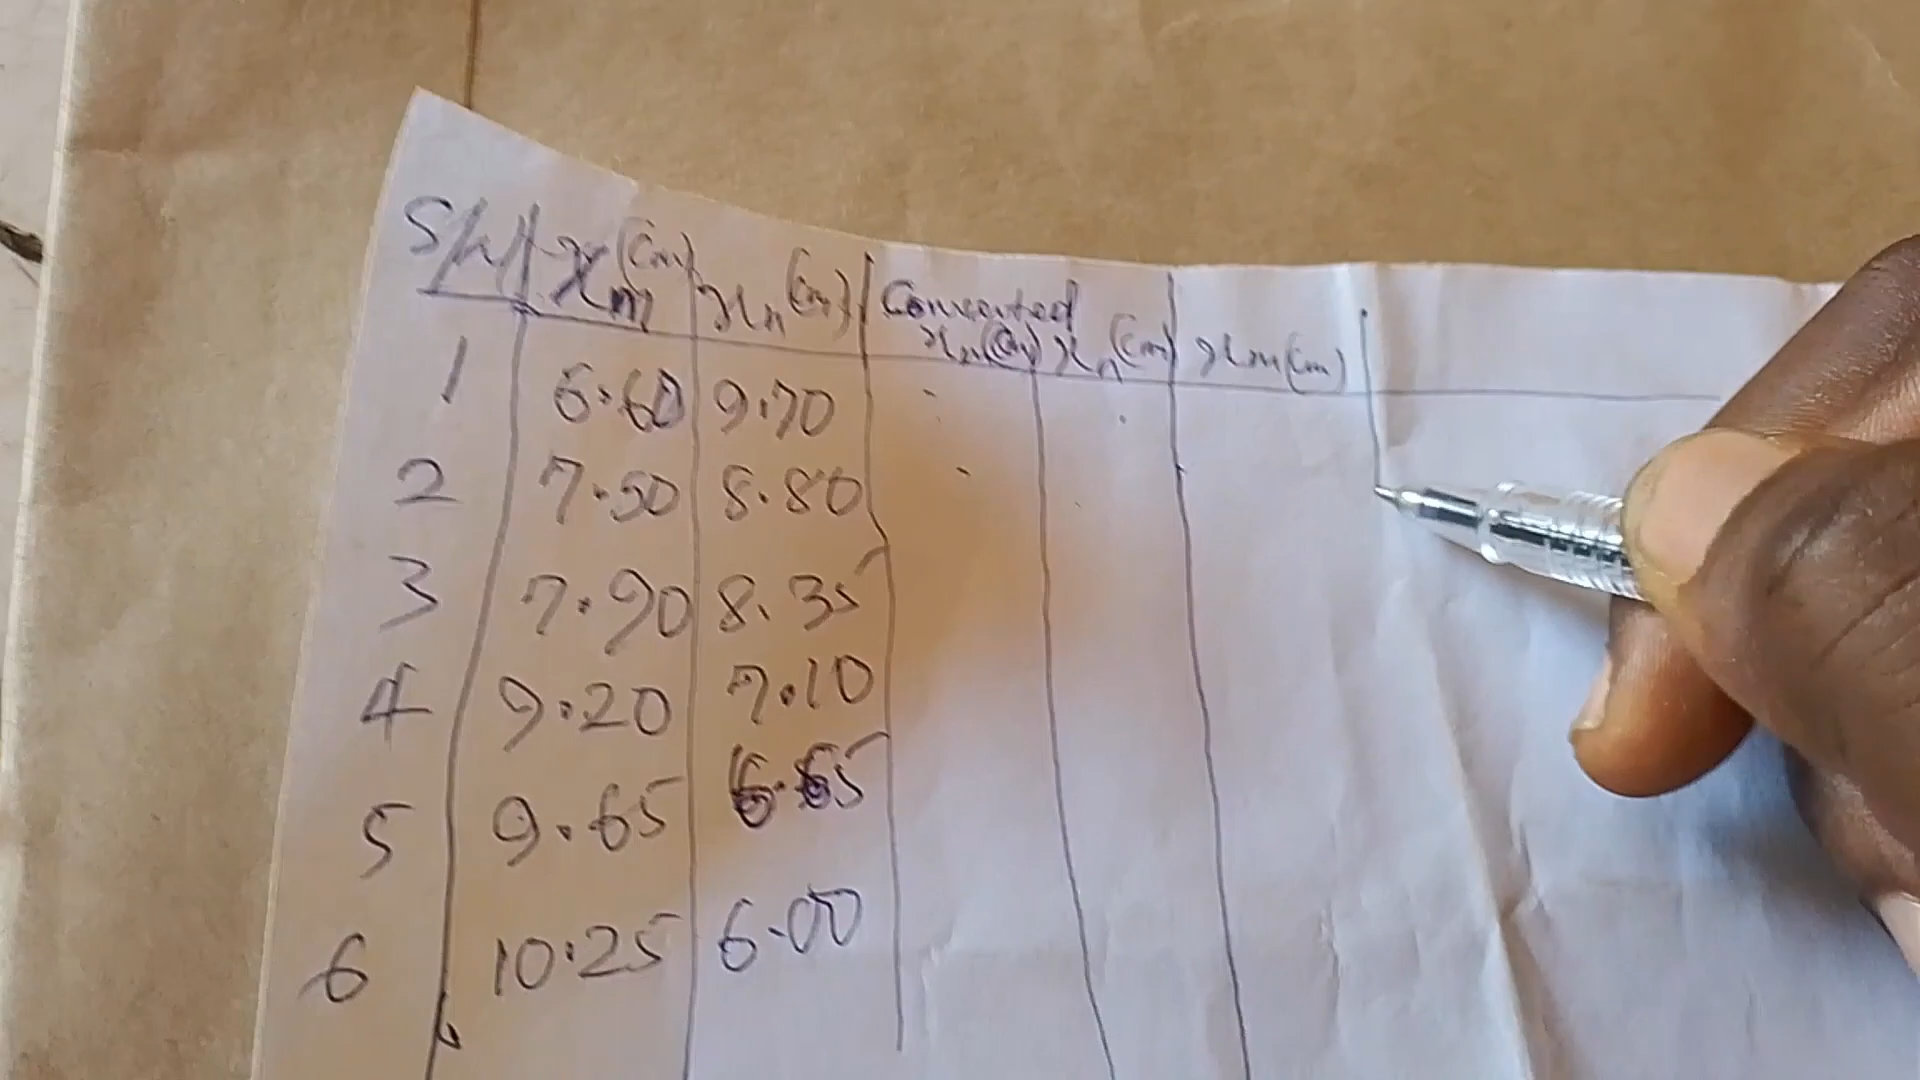 S/N xm(cm) xn(cm) Converted xn(cm) xn(cm) xm(cm)
1 6.60 9.70
2 7.50 8.80
3 7.90 8.35
4 9.20 7.10
5 9.65 6.65
6 10.25 6.00